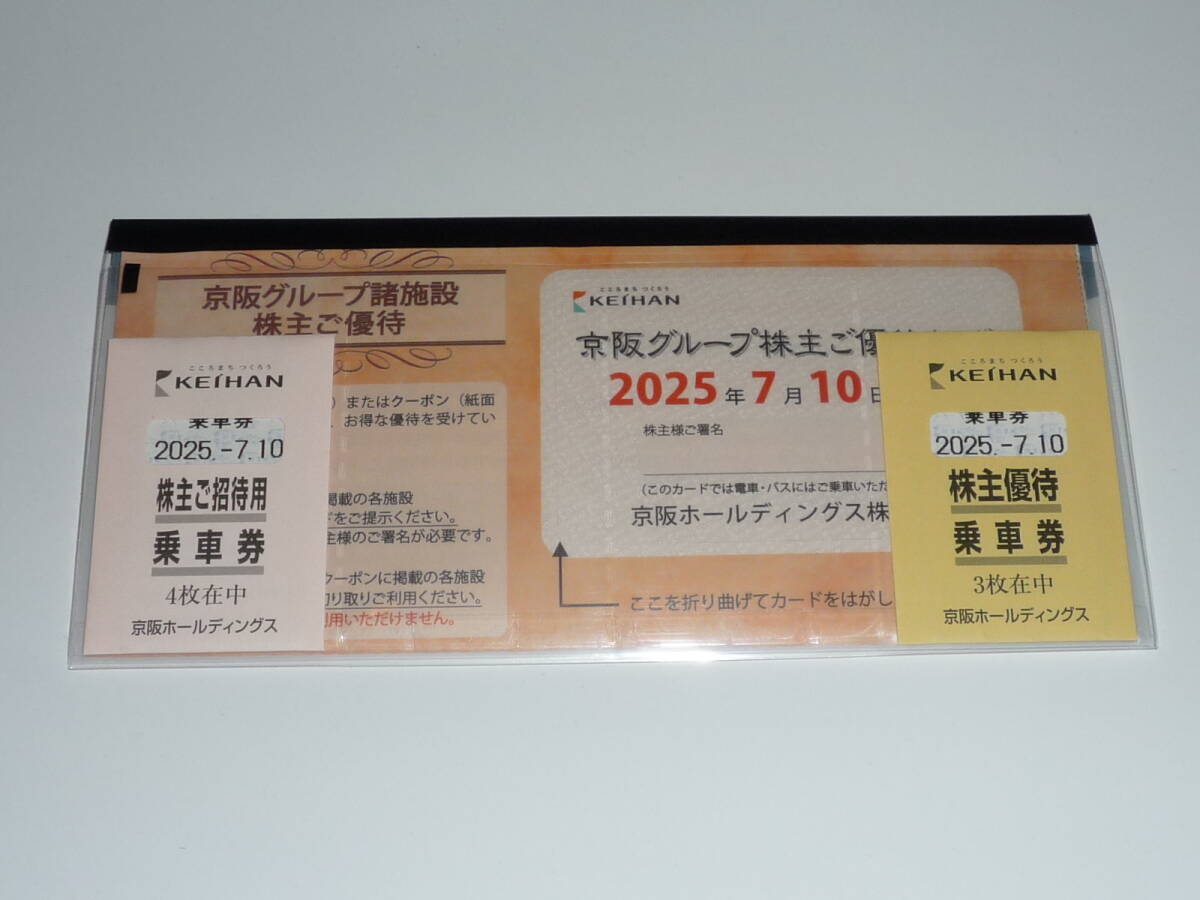 京阪グループ諸施設
株主ご優待
）またはクーポン（紙面
、お得な優待を受けてい
掲載の各施設
ドをご提示ください。
主様のご署名が必要です。
クーポンに掲載の各施設
切り取りご利用ください。
用いただけません。
こころまち つくろう
KEIHAN
京阪グループ株主ご優
2025年7月10日
株主様ご署名
（このカードでは電車・バスにはご乗車いただ
京阪ホールディングス株
ここを折り曲げてカードをはがし
こころまち つくろう
KEIHAN
乗車券
2025.-7.10
株主ご招待用
乗車券
4枚在中
京阪ホールディングス
こころまち つくろう
KEIHAN
乗車券
2025.-7.10
株主優待
乗車券
3枚在中
京阪ホールディングス